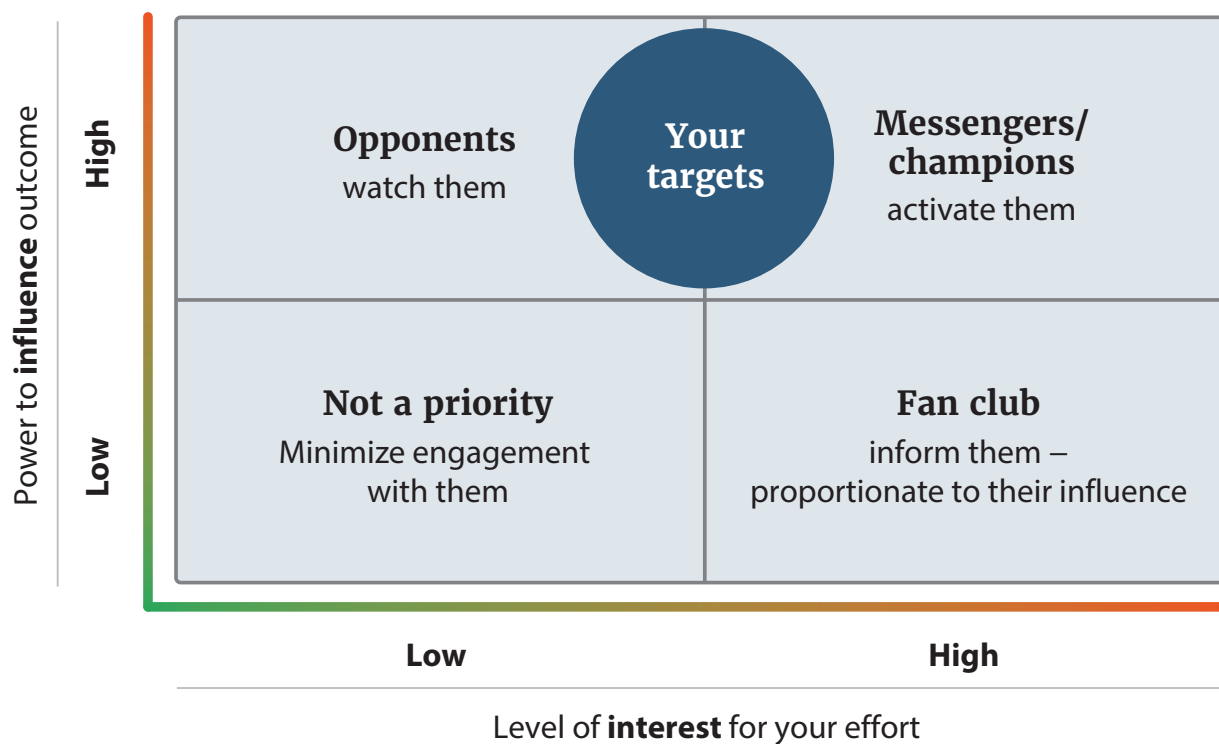 Power to influence outcome
High
Low
Opponents
watch them
Your
targets
Messengers/
champions
activate them
Not a priority
Minimize engagement
with them
Fan club
inform them –
proportionate to their influence
Low
High
Level of interest for your effort